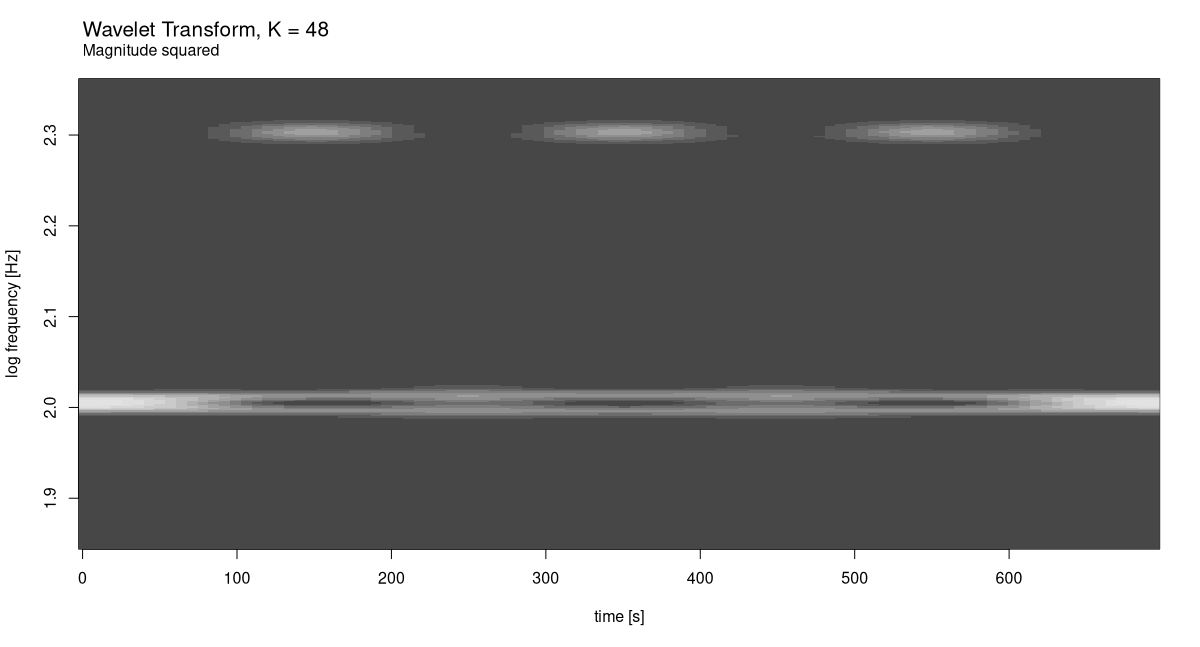 Wavelet Transform, K = 48
Magnitude squared
log frequency [Hz]
2.3
2.2
2.1
2.0
1.9
0 100 200 300 400 500 600
time [s]